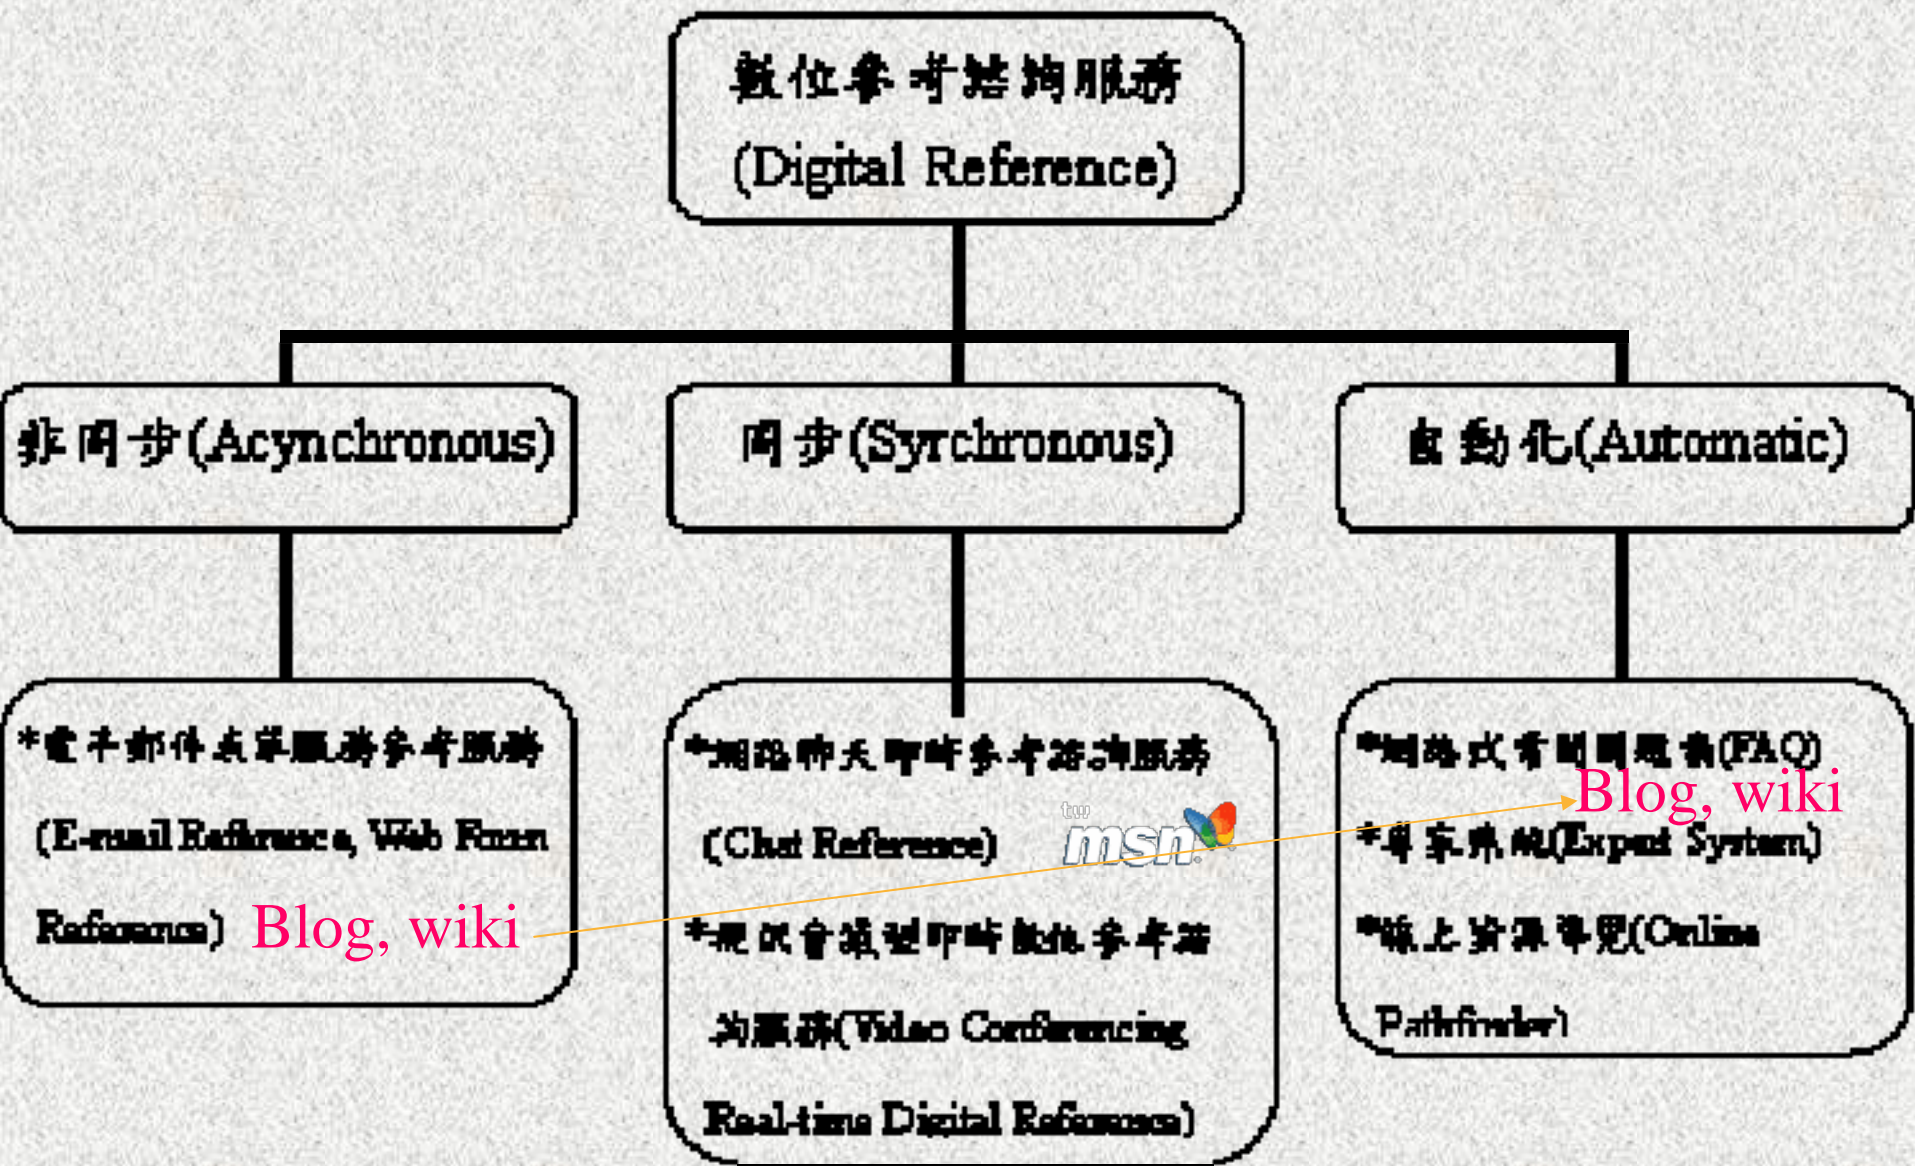 數位參考諮詢服務
(Digital Reference)
非同步(Acynchronous)
同步(Syrchronous)
自動化(Automatic)
*電子郵件表單服務參考服務
(E-mail Reference, Web Form
Reference)
Blog, wiki
*網路聊天即時參考諮詢服務
(Chat Reference)
tw
msn
*視訊會議型即時數位參考諮
詢服務(Video Conferencing
Real-time Digital Reference)
*網路式常問問題集(FAQ)
Blog, wiki
*專家系統(Expert System)
*線上資源導覽(Online
Pathfinder)